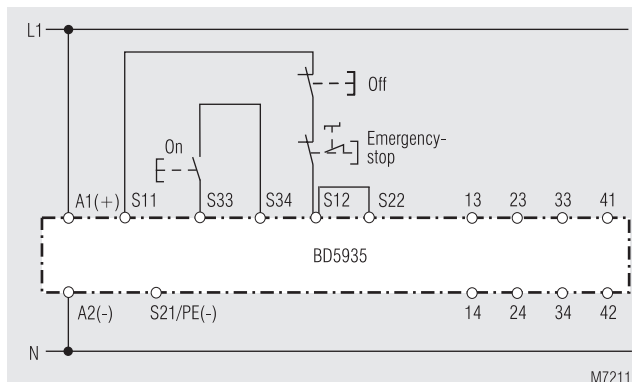 L1
Off
Emergency-
stop
On
A1(+) S11 S33 S34 S12 S22 13 23 33 41
BD5935
A2(-) S21/PE(-) 14 24 34 42
N
M7211